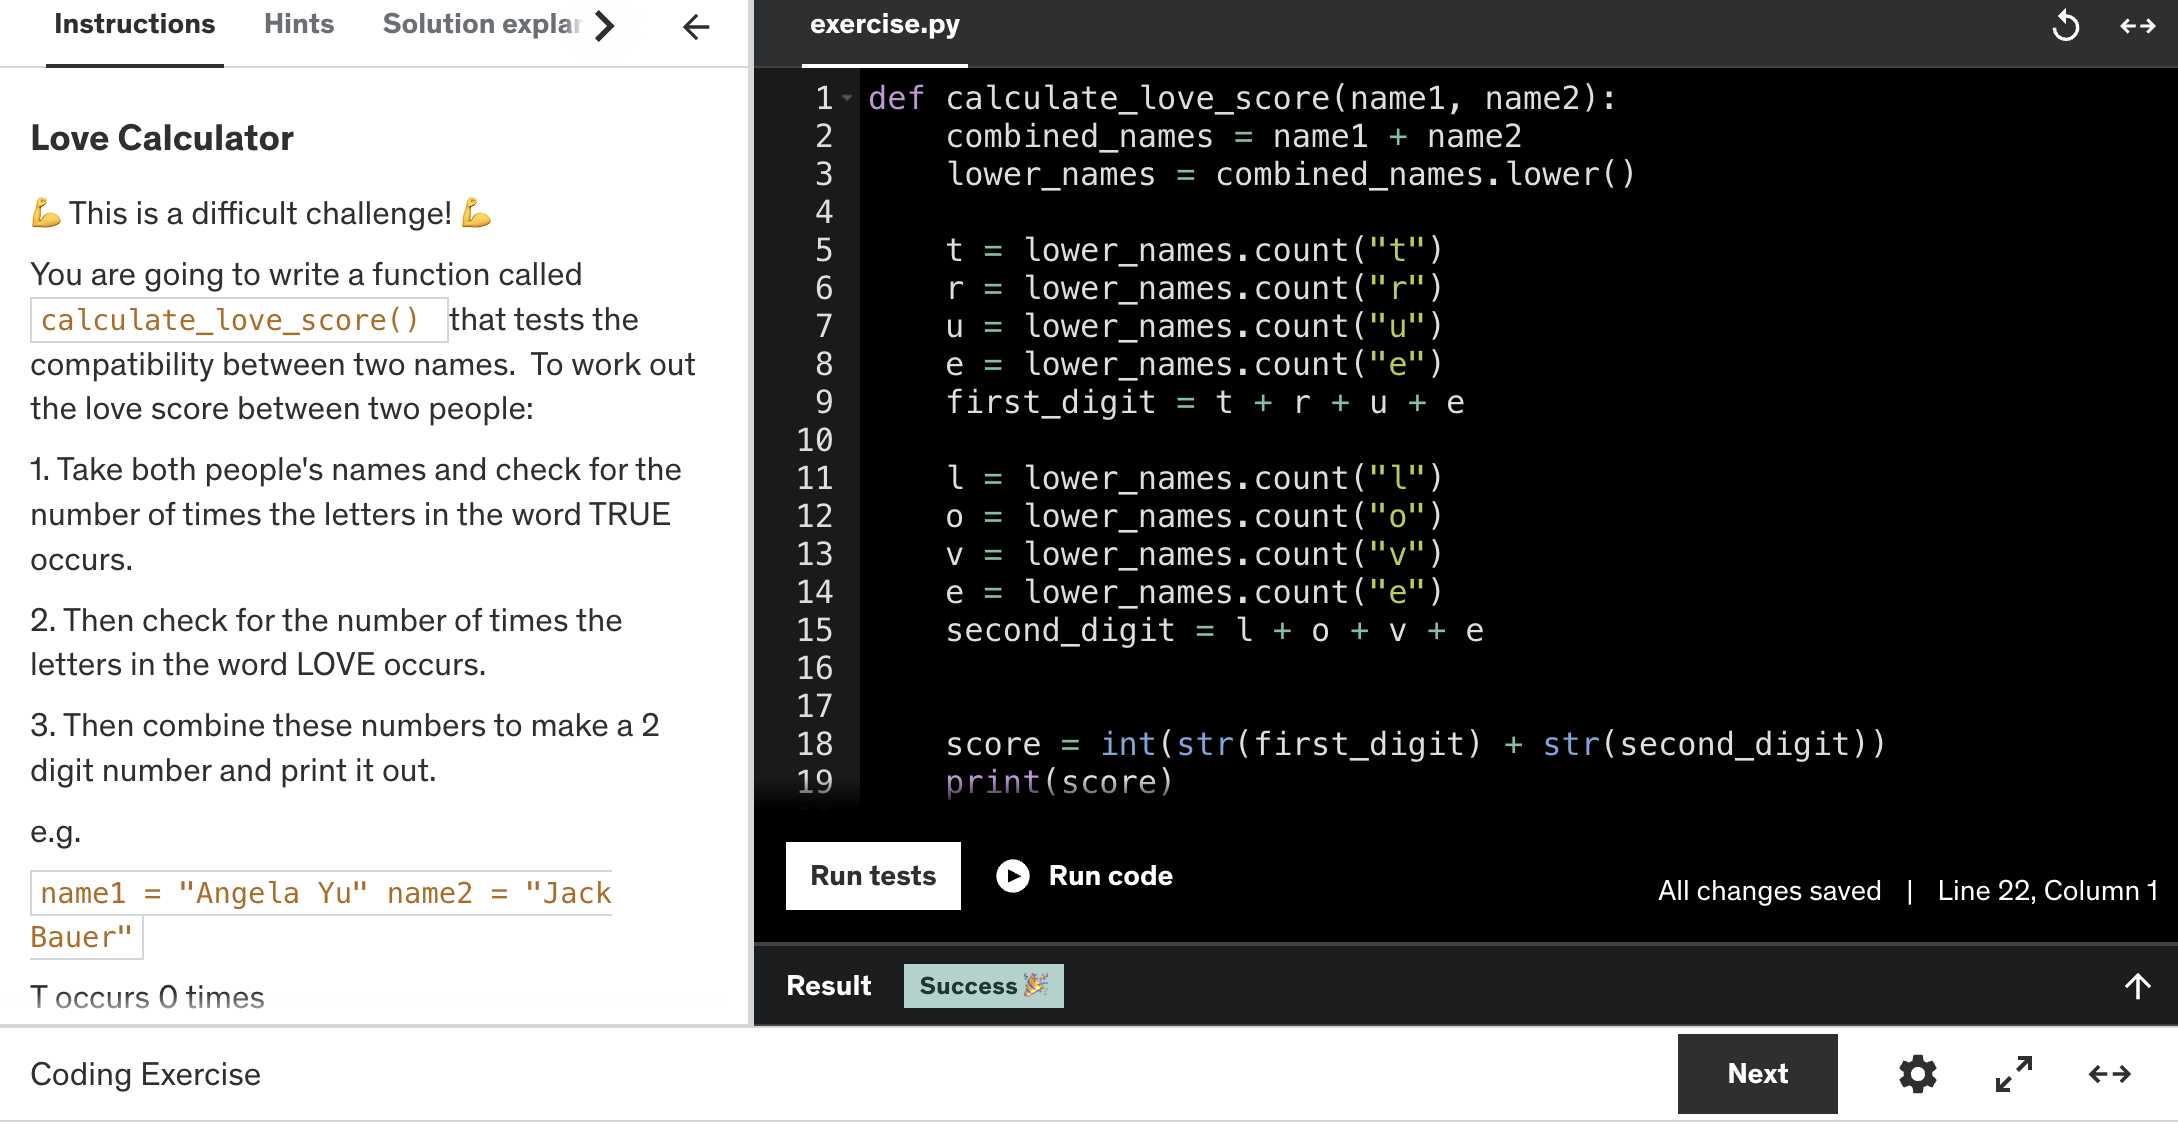 Instructions Hints Solution explan
Love Calculator
💪 This is a difficult challenge! 💪
You are going to write a function called
calculate_love_score() that tests the
compatibility between two names.  To work out
the love score between two people:
1. Take both people's names and check for the
number of times the letters in the word TRUE
occurs.
2. Then check for the number of times the
letters in the word LOVE occurs.
3. Then combine these numbers to make a 2
digit number and print it out.
e.g.
name1 = "Angela Yu" name2 = "Jack
Bauer"
T occurs 0 times
exercise.py
1 def calculate_love_score(name1, name2):
2     combined_names = name1 + name2
3     lower_names = combined_names.lower()
4
5     t = lower_names.count("t")
6     r = lower_names.count("r")
7     u = lower_names.count("u")
8     e = lower_names.count("e")
9     first_digit = t + r + u + e
10
11     l = lower_names.count("l")
12     o = lower_names.count("o")
13     v = lower_names.count("v")
14     e = lower_names.count("e")
15     second_digit = l + o + v + e
16
17
18     score = int(str(first_digit) + str(second_digit))
19     print(score)
Run tests Run code
All changes saved | Line 22, Column 1
Result Success 🎉
Coding Exercise
Next